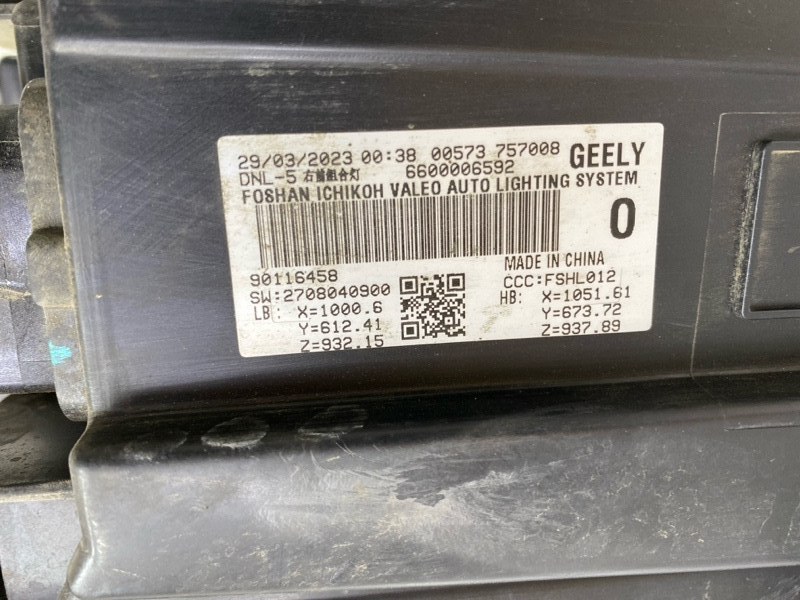 29/03/2023 00:38 00573 757008 GEELY
DNL-5 右前组合灯 6600006592
FOSHAN ICHIKOH VALEO AUTO LIGHTING SYSTEM
0
MADE IN CHINA
90116458 CCC:FSHL012
SW:2708040900 HB: X=1051.61
LB: X=1000.6 Y=673.72
Y=612.41 Z=937.89
Z=932.15